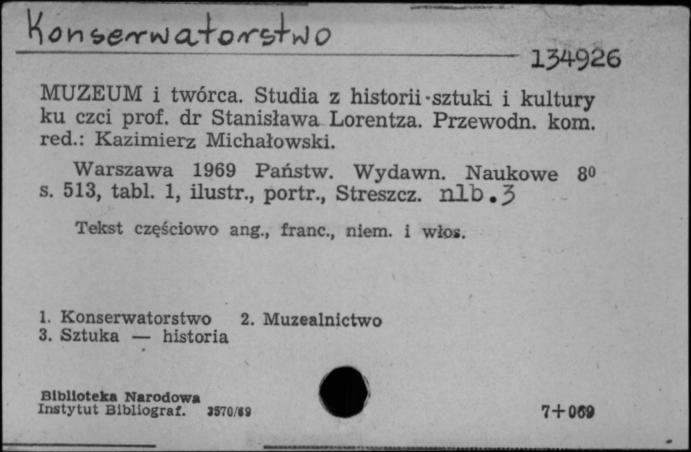 Konserwatorstwo
134926
MUZEUM i twórca. Studia z historii sztuki i kultury
ku czci prof. dr Stanisława Lorentza. Przewodn. kom.
red.: Kazimierz Michałowski.
Warszawa 1969 Państw. Wydawn. Naukowe 8⁰
s. 513, tabl. 1, ilustr., portr., Streszcz. nlb. 3
Tekst częściowo ang., franc., niem. i włos.
1. Konserwatorstwo 2. Muzealnictwo
3. Sztuka — historia
Biblioteka Narodowa
Instytut Bibliograf. 3570/69 7+069